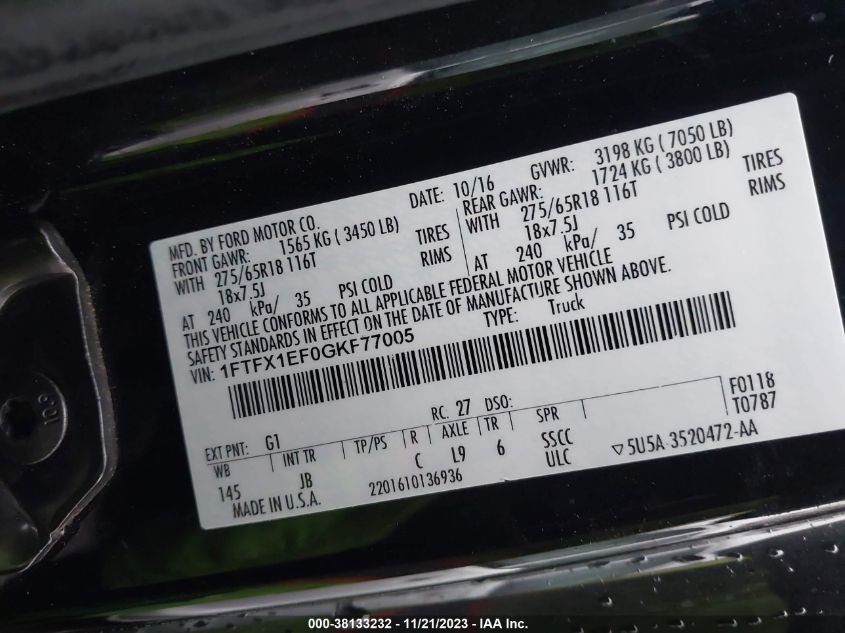 MFD. BY FORD MOTOR CO.
DATE: 10/16 GVWR: 3198 KG ( 7050 LB)
FRONT GAWR: 1565 KG ( 3450 LB) REAR GAWR: 1724 KG ( 3800 LB)
WITH 275/65R18 116T TIRES WITH 275/65R18 116T TIRES
18x7.5J RIMS 18x7.5J RIMS
AT 240 kPa/ 35 PSI COLD AT 240 kPa/ 35 PSI COLD
THIS VEHICLE CONFORMS TO ALL APPLICABLE FEDERAL MOTOR VEHICLE
SAFETY STANDARDS IN EFFECT ON THE DATE OF MANUFACTURE SHOWN ABOVE.
VIN: 1FTFX1EF0GKF77005 TYPE: Truck
F0118
EXT PNT: G1 RC: 27 DSO: T0787
WB INT TR TP/PS R AXLE TR SPR
145 JB C L9 6 SSCC 5U5A-3520472-AA
ULC
MADE IN U.S.A. 2201610136936
108
000-38133232 - 11/21/2023 - IAA Inc.